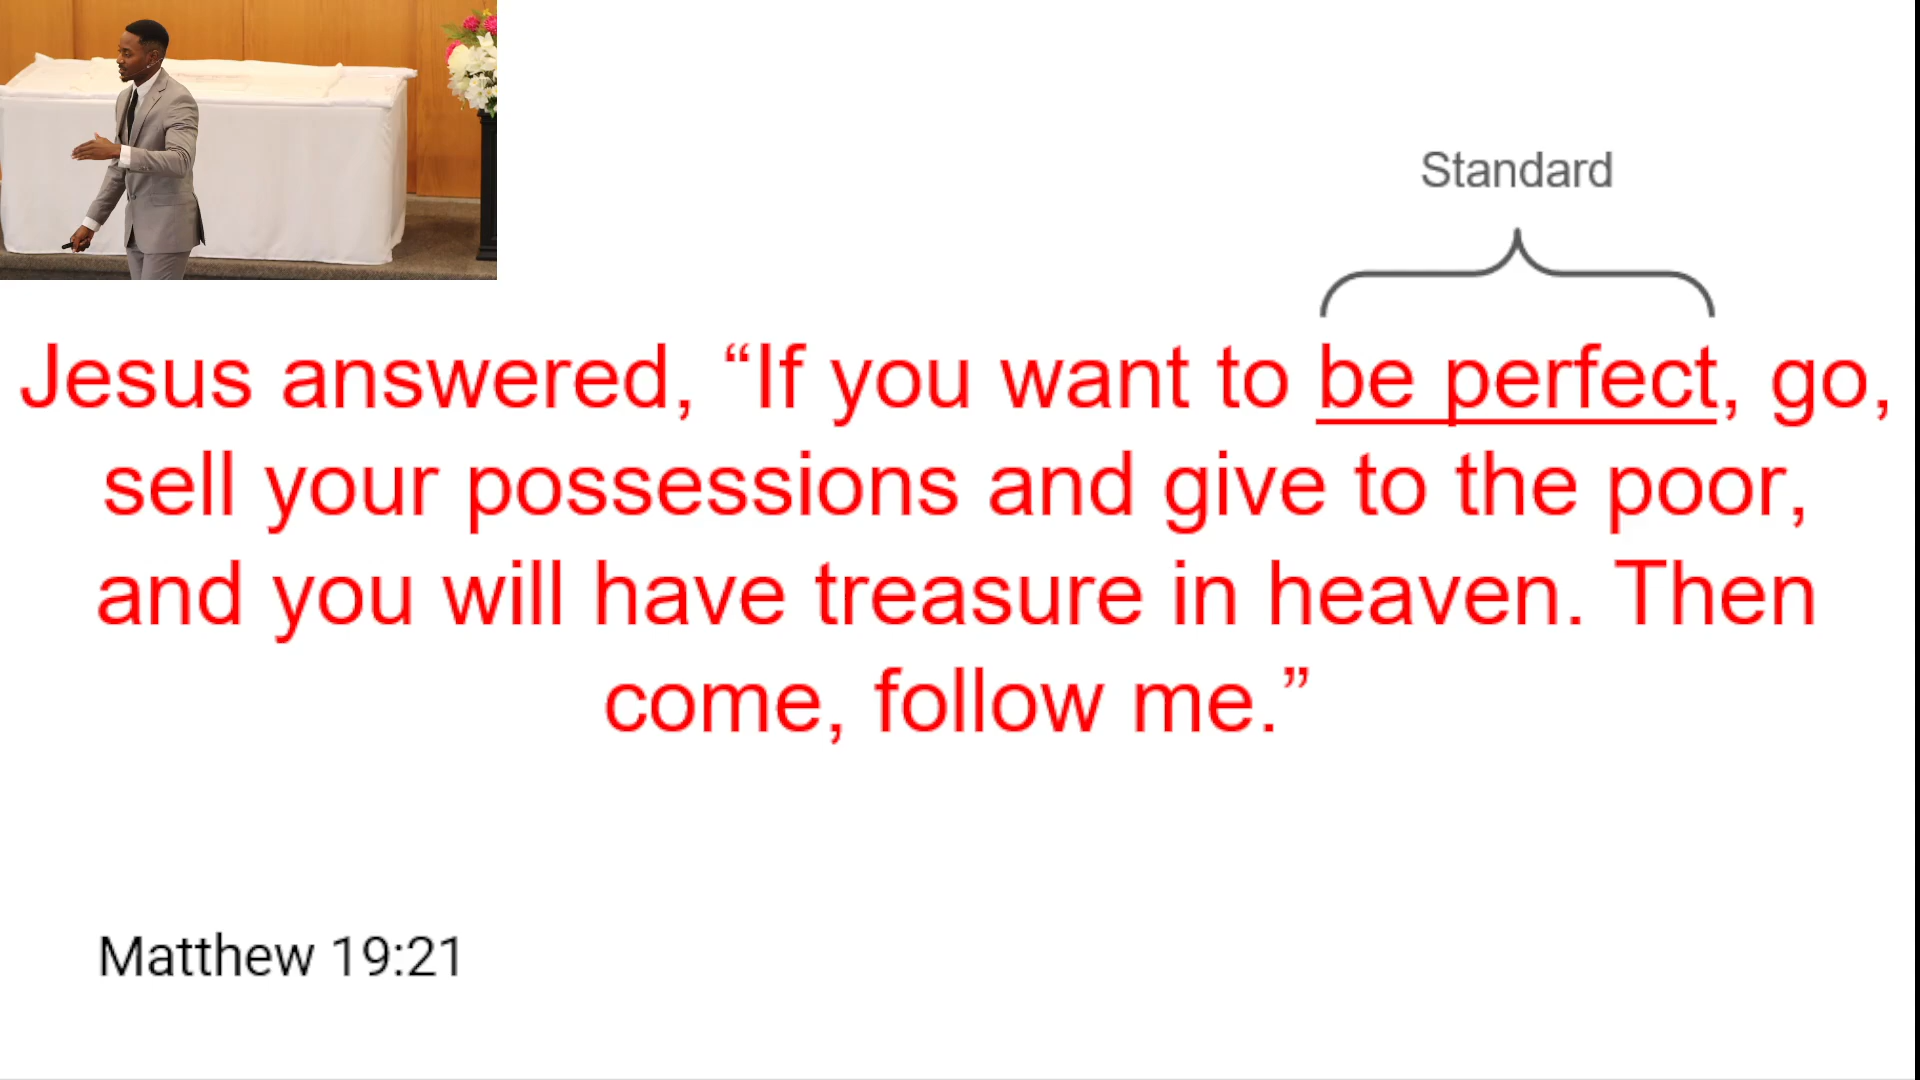 Standard
Jesus answered, “If you want to be perfect, go,
sell your possessions and give to the poor,
and you will have treasure in heaven. Then
come, follow me.”
Matthew 19:21